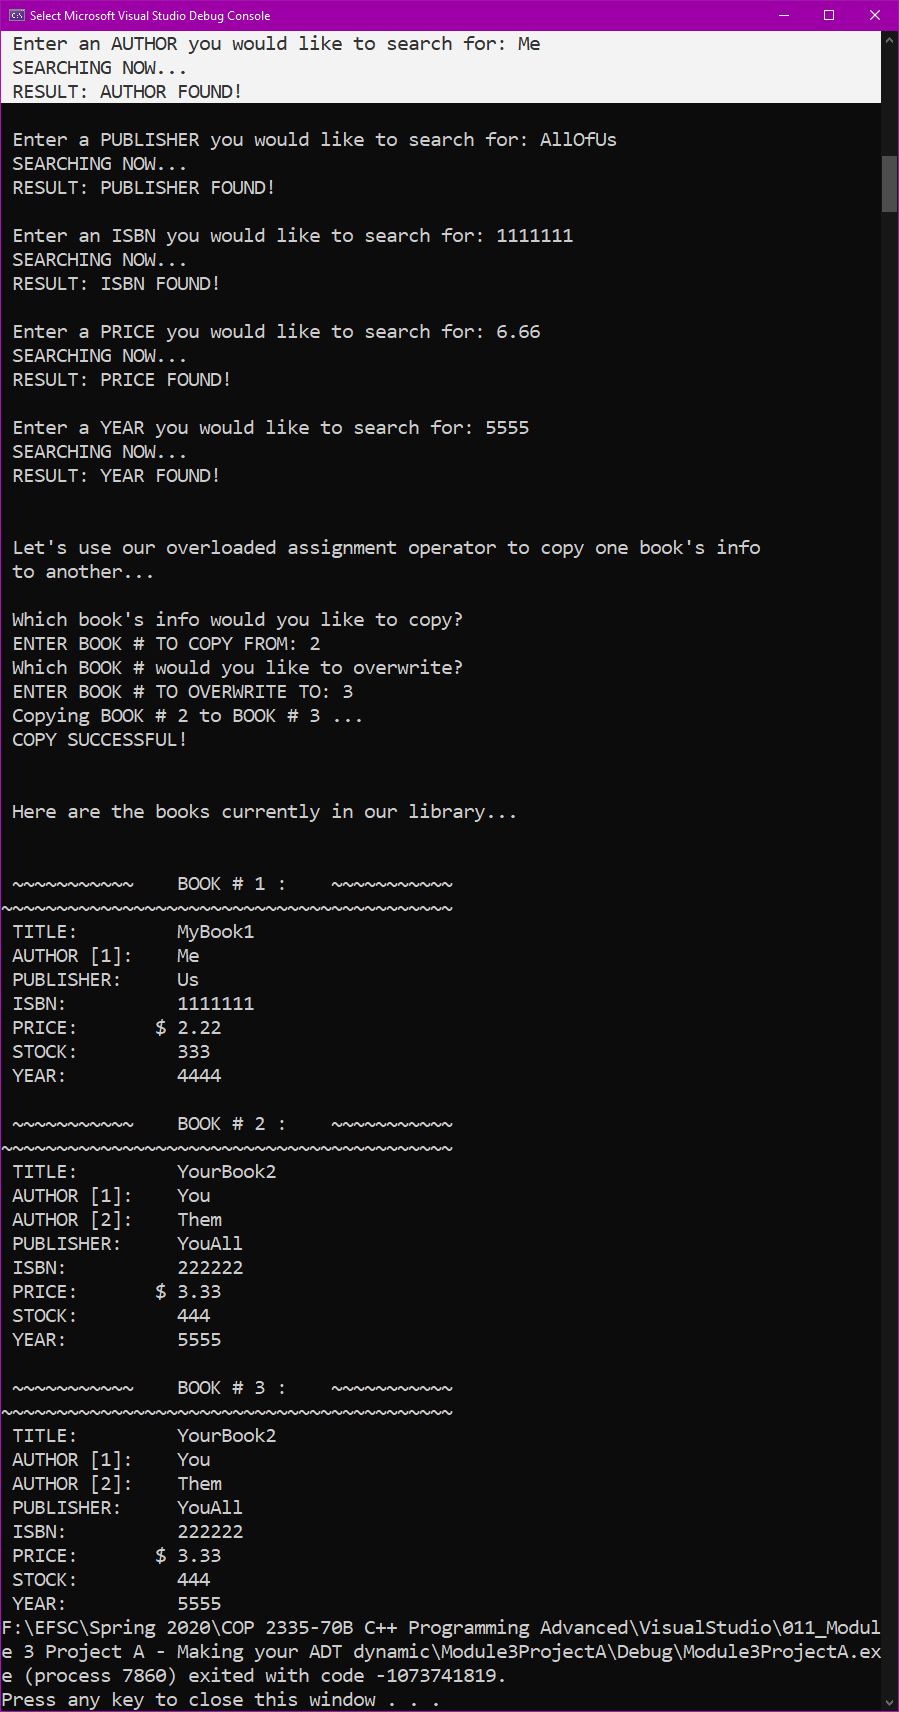 Select Microsoft Visual Studio Debug Console
Enter an AUTHOR you would like to search for: Me
SEARCHING NOW...
RESULT: AUTHOR FOUND!
Enter a PUBLISHER you would like to search for: AllOfUs
SEARCHING NOW...
RESULT: PUBLISHER FOUND!
Enter an ISBN you would like to search for: 1111111
SEARCHING NOW...
RESULT: ISBN FOUND!
Enter a PRICE you would like to search for: 6.66
SEARCHING NOW...
RESULT: PRICE FOUND!
Enter a YEAR you would like to search for: 5555
SEARCHING NOW...
RESULT: YEAR FOUND!
Let's use our overloaded assignment operator to copy one book's info
to another...
Which book's info would you like to copy?
ENTER BOOK # TO COPY FROM: 2
Which BOOK # would you like to overwrite?
ENTER BOOK # TO OVERWRITE TO: 3
Copying BOOK # 2 to BOOK # 3 ...
COPY SUCCESSFUL!
Here are the books currently in our library...
~~~~~~~~~~~    BOOK # 1 :    ~~~~~~~~~~~
~~~~~~~~~~~~~~~~~~~~~~~~~~~~~~~~~~~~~~~~~
TITLE:         MyBook1
AUTHOR [1]:    Me
PUBLISHER:     Us
ISBN:          1111111
PRICE:       $ 2.22
STOCK:         333
YEAR:          4444
~~~~~~~~~~~    BOOK # 2 :    ~~~~~~~~~~~
~~~~~~~~~~~~~~~~~~~~~~~~~~~~~~~~~~~~~~~~~
TITLE:         YourBook2
AUTHOR [1]:    You
AUTHOR [2]:    Them
PUBLISHER:     YouAll
ISBN:          222222
PRICE:       $ 3.33
STOCK:         444
YEAR:          5555
~~~~~~~~~~~    BOOK # 3 :    ~~~~~~~~~~~
~~~~~~~~~~~~~~~~~~~~~~~~~~~~~~~~~~~~~~~~~
TITLE:         YourBook2
AUTHOR [1]:    You
AUTHOR [2]:    Them
PUBLISHER:     YouAll
ISBN:          222222
PRICE:       $ 3.33
STOCK:         444
YEAR:          5555
F:\EFSC\Spring 2020\COP 2335-70B C++ Programming Advanced\VisualStudio\011_Modul
e 3 Project A - Making your ADT dynamic\Module3ProjectA\Debug\Module3ProjectA.ex
e (process 7860) exited with code -1073741819.
Press any key to close this window . . .